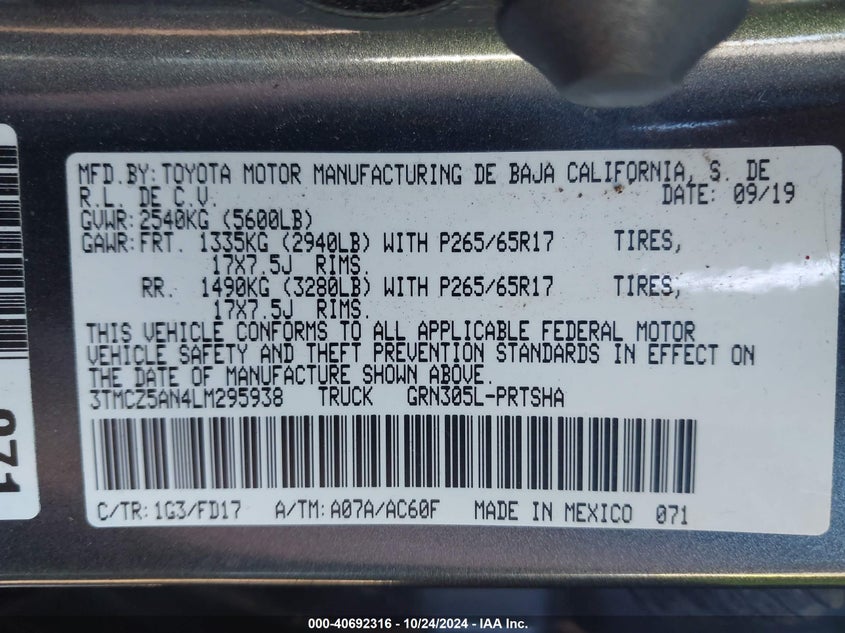 MFD.BY: TOYOTA MOTOR MANUFACTURING DE BAJA CALIFORNIA, S. DE
R.L. DE C.V. DATE: 09/19
GVWR: 2540KG (5600LB)
GAWR: FRT. 1335KG (2940LB) WITH P265/65R17 TIRES,
17X7.5J RIMS.
RR. 1490KG (3280LB) WITH P265/65R17 TIRES,
17X7.5J RIMS.
THIS VEHICLE CONFORMS TO ALL APPLICABLE FEDERAL MOTOR
VEHICLE SAFETY AND THEFT PREVENTION STANDARDS IN EFFECT ON
THE DATE OF MANUFACTURE SHOWN ABOVE.
3TMCZ5AN4LM295938 TRUCK GRN305L-PRTSHA
C/TR: 1G3/FD17 A/TM: A07A/AC60F MADE IN MEXICO 071
071
000-40692316 - 10/24/2024 - IAA Inc.